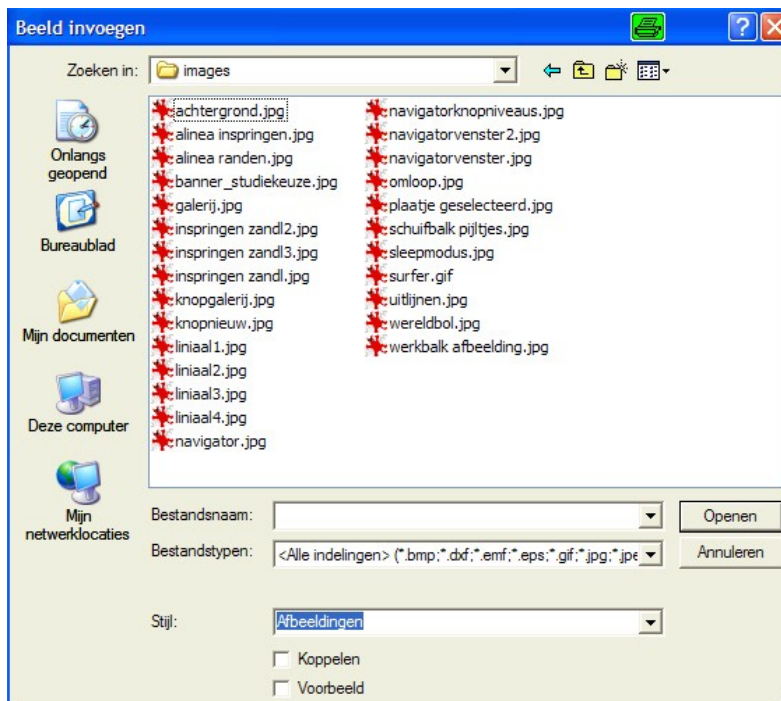 Beeld invoegen
Zoeken in: images
Onlangs
geopend
Bureaublad
Mijn documenten
Deze computer
Mijn
netwerklocaties
achtergrond.jpg
alinea inspringen.jpg
alinea randen.jpg
banner_studiekeuze.jpg
galerij.jpg
inspringen zandl2.jpg
inspringen zandl3.jpg
inspringen zandl.jpg
knopgalerij.jpg
knopnieuw.jpg
liniaal1.jpg
liniaal2.jpg
liniaal3.jpg
liniaal4.jpg
navigator.jpg
navigatorknopniveaus.jpg
navigatorvenster2.jpg
navigatorvenster.jpg
omloop.jpg
plaatje geselecteerd.jpg
schuifbalk pijltjes.jpg
sleepmodus.jpg
surfer.gif
uitlijnen.jpg
wereldbol.jpg
werkbalk afbeelding.jpg
Bestandsnaam:
Openen
Bestandstypen: <Alle indelingen> (*.bmp;*.dxf;*.emf;*.eps;*.gif;*.jpg;*.jpe
Annuleren
Stijl: Afbeeldingen
Koppelen
Voorbeeld